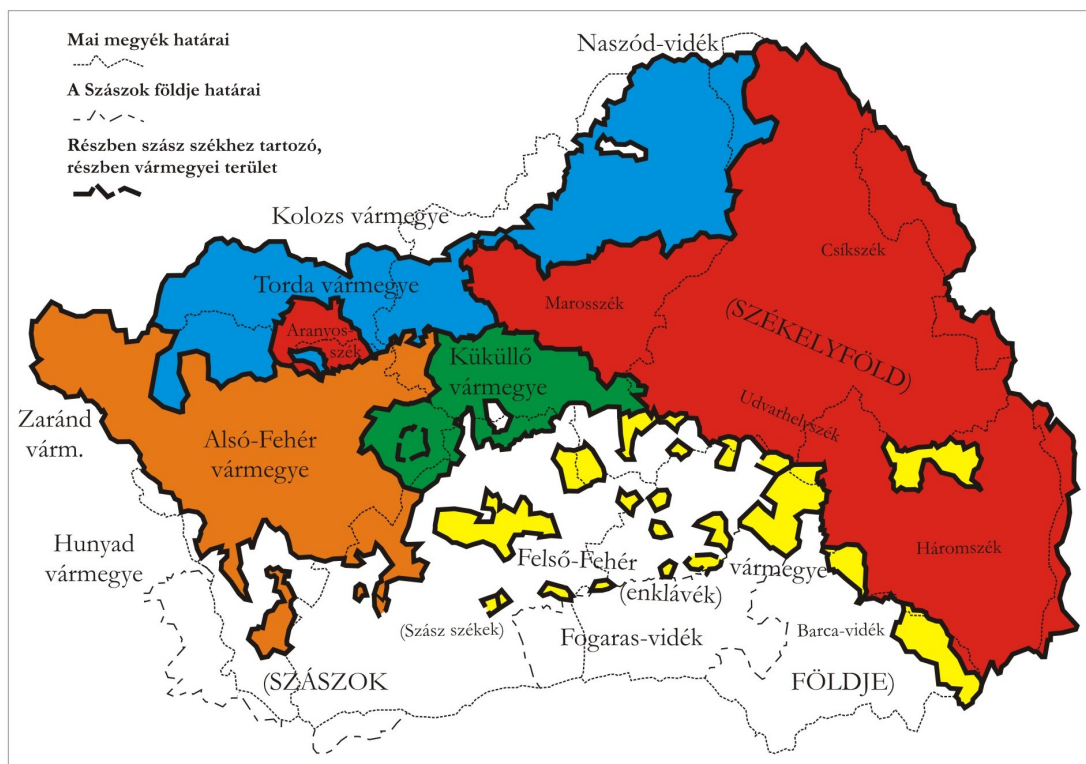 Mai megyék határai
A Szászok földje határai
Részben szász székhez tartozó,
részben vármegyei terület
Naszód-vidék
Kolozs vármegye
Torda vármegye
Aranyos-
szék
Marosszék
Csíkszék
(SZÉKELYFÖLD)
Küküllő
vármegye
Udvarhelyszék
Zaránd
várm.
Alsó-Fehér
vármegye
Hunyad
vármegye
Háromszék
Felső-Fehér
vármegye
(enklávék)
(Szász székek)
Fogaras-vidék
Barca-vidék
(SZÁSZOK
FÖLDJE)